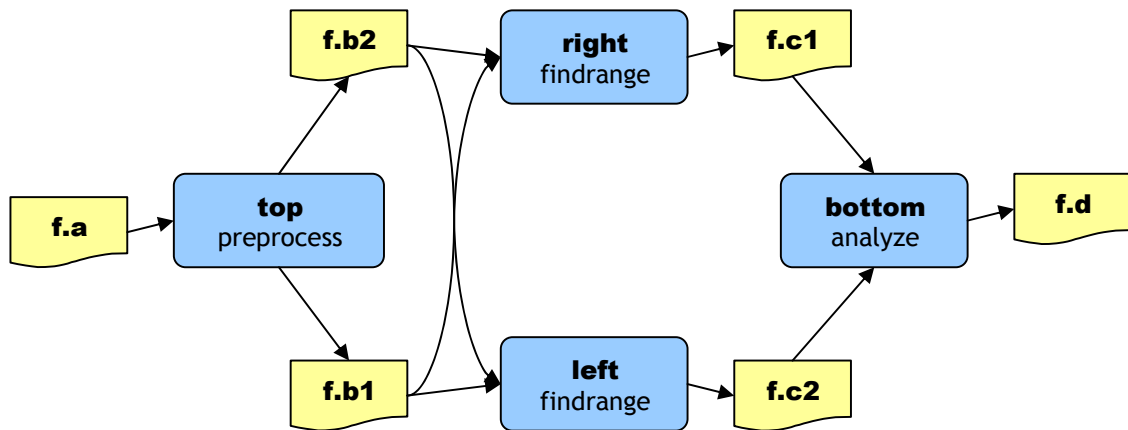 f.b2
right
findrange
f.c1
f.a
top
preprocess
bottom
analyze
f.d
f.b1
left
findrange
f.c2